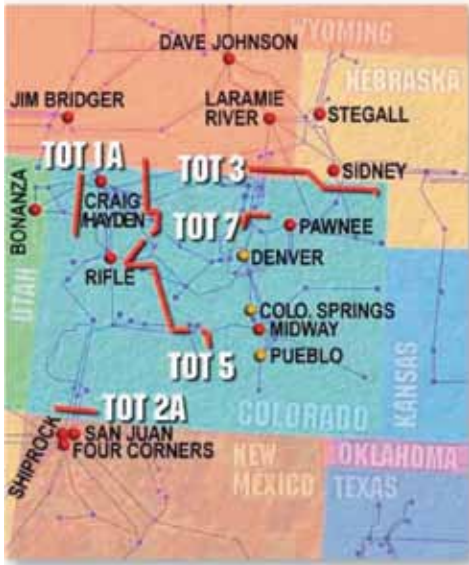 WYOMING
DAVE JOHNSON
NEBRASKA
JIM BRIDGER
LARAMIE
RIVER
STEGALL
TOT 1A
TOT 3
SIDNEY
CRAIG
/HAYDEN
BONANZA
TOT 7
PAWNEE
DENVER
RIFLE
UTAH
COLO. SPRINGS
MIDWAY
PUEBLO
TOT 5
KANSAS
TOT 2A
COLORADO
SAN JUAN
FOUR CORNERS
SHIPROCK
NEW
MEXICO
OKLAHOMA
TEXAS